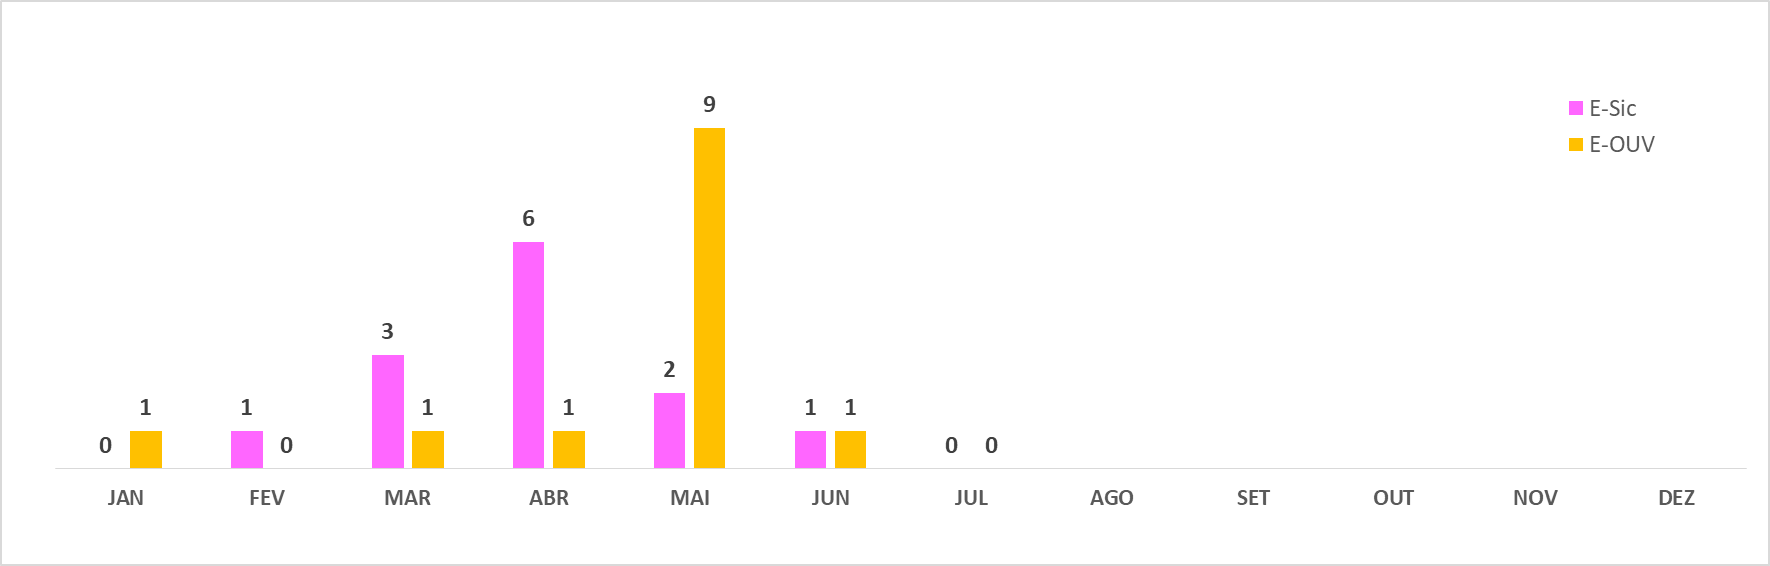 9
E-Sic
E-OUV
6
3
2
1 1 1 1 1 1
0 0 0 0
JAN FEV MAR ABR MAI JUN JUL AGO SET OUT NOV DEZ